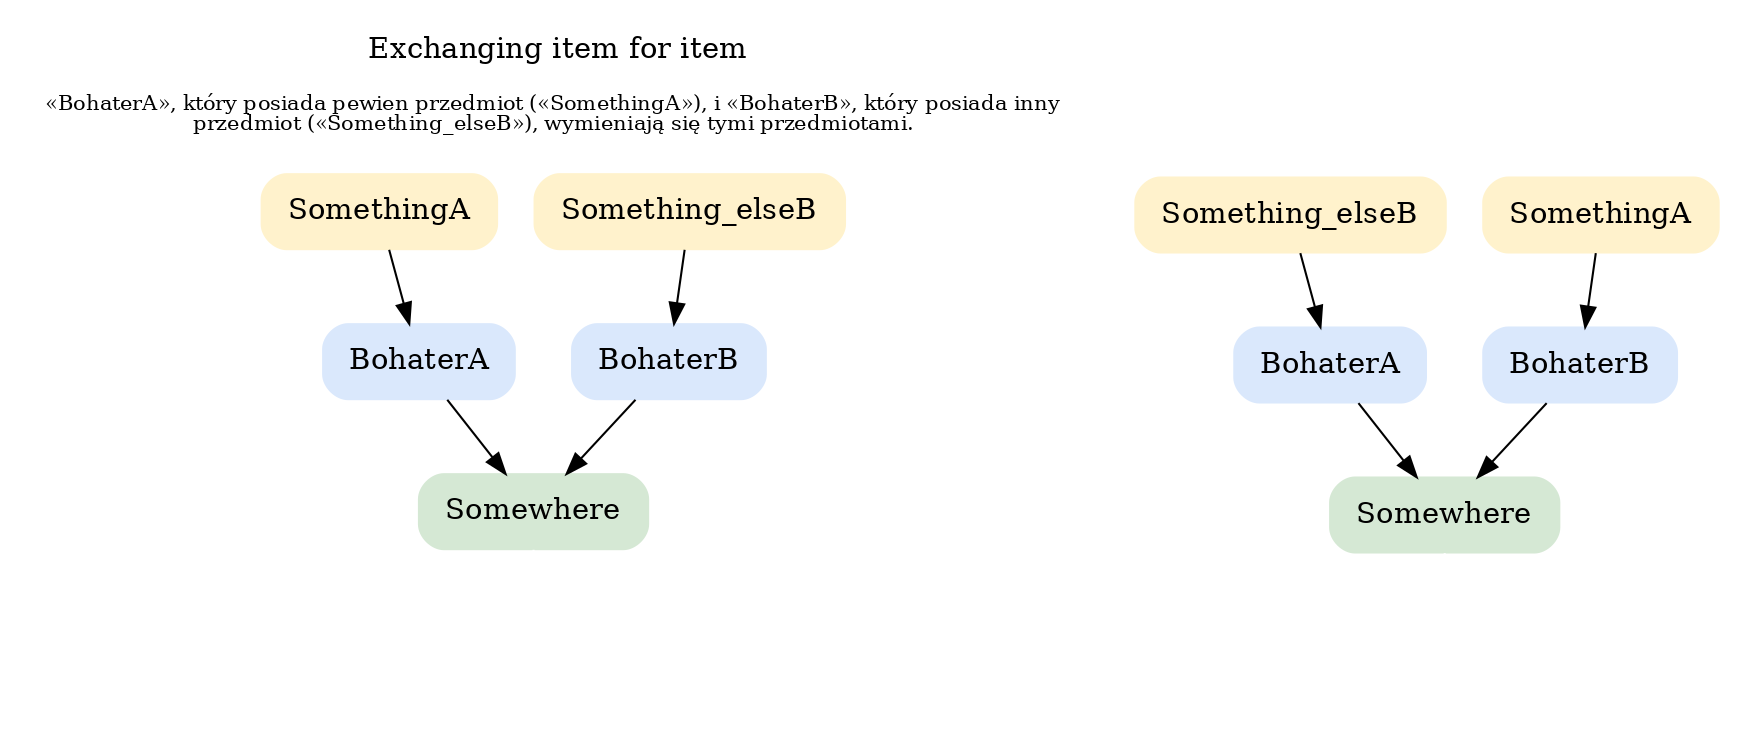 Exchanging item for item
«BohaterA», który posiada pewien przedmiot («SomethingA»), i «BohaterB», który posiada inny
przedmiot («Something_elseB»), wymieniają się tymi przedmiotami.
SomethingA
Something_elseB
BohaterA
BohaterB
Somewhere
Something_elseB
SomethingA
BohaterA
BohaterB
Somewhere